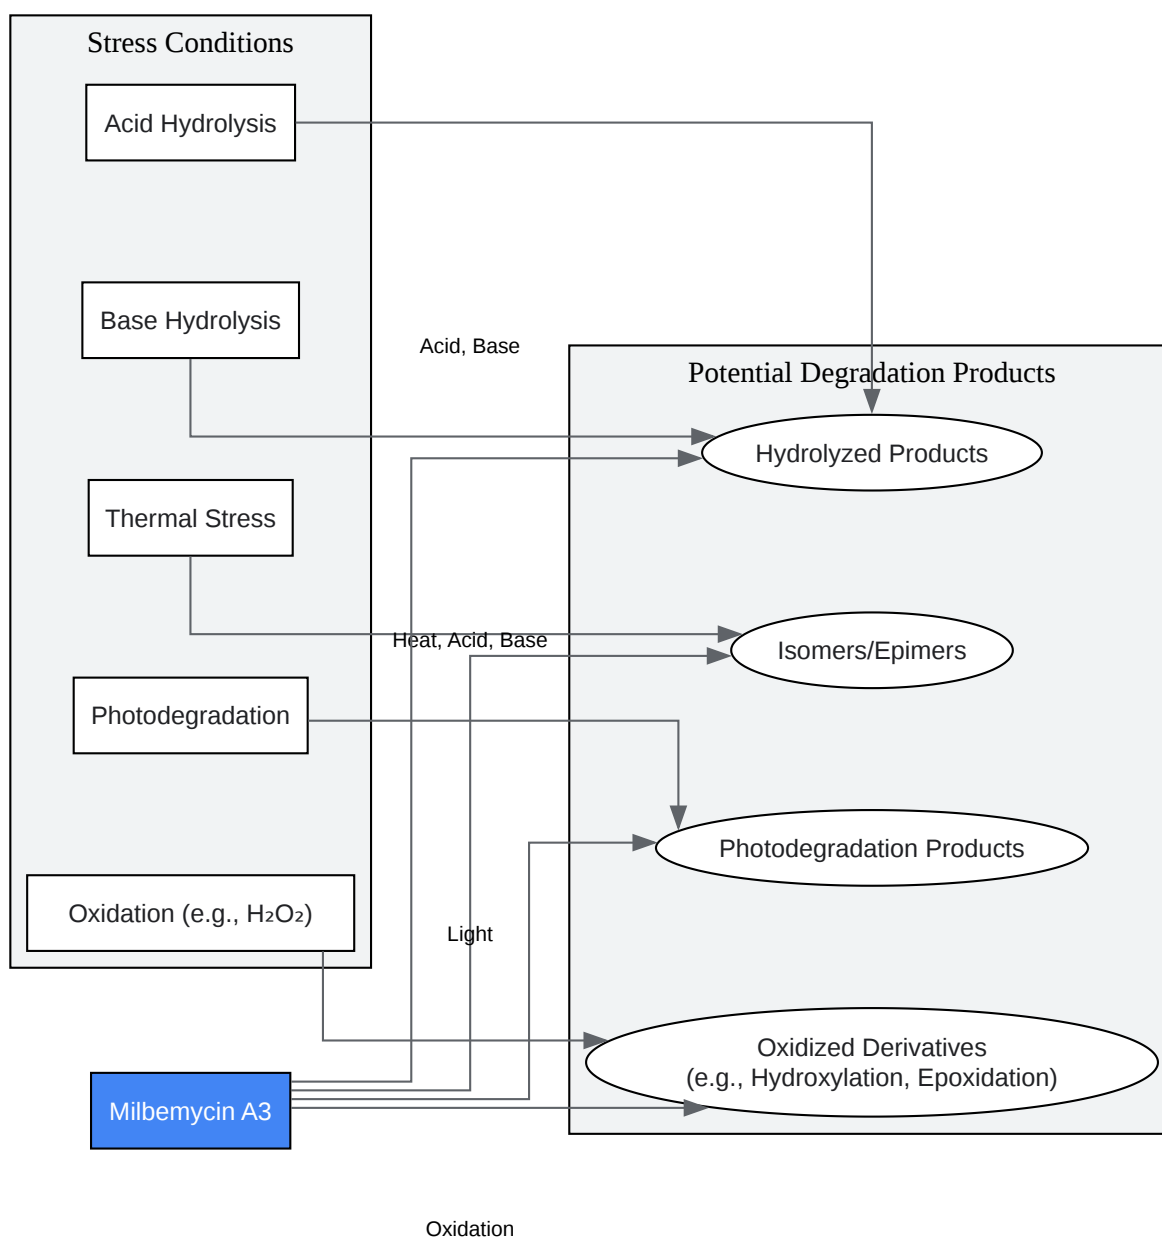 Stress Conditions
Acid Hydrolysis
Base Hydrolysis
Thermal Stress
Photodegradation
Oxidation (e.g., H₂O₂)
Milbemycin A3
Acid, Base
Heat, Acid, Base
Light
Oxidation
Potential Degradation Products
Hydrolyzed Products
Isomers/Epimers
Photodegradation Products
Oxidized Derivatives
(e.g., Hydroxylation, Epoxidation)